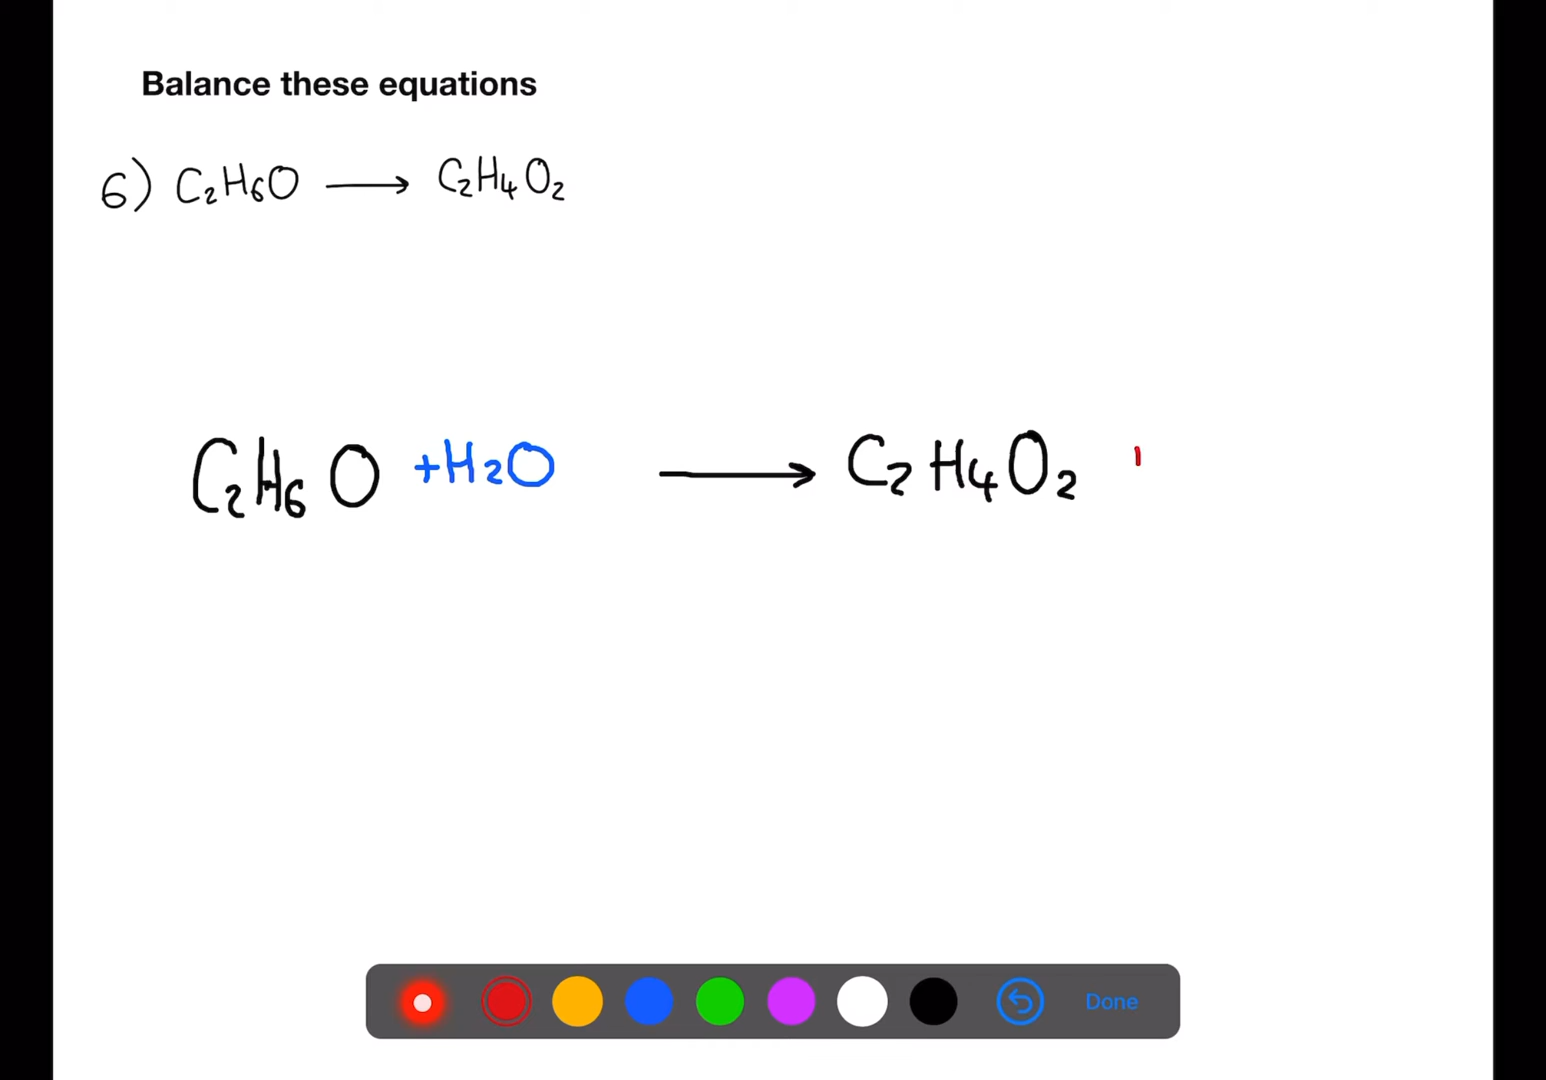 Balance these equations
6) C₂H₆O ⟶ C₂H₄O₂
C₂H₆O +H₂O ⟶ C₂H₄O₂
Done